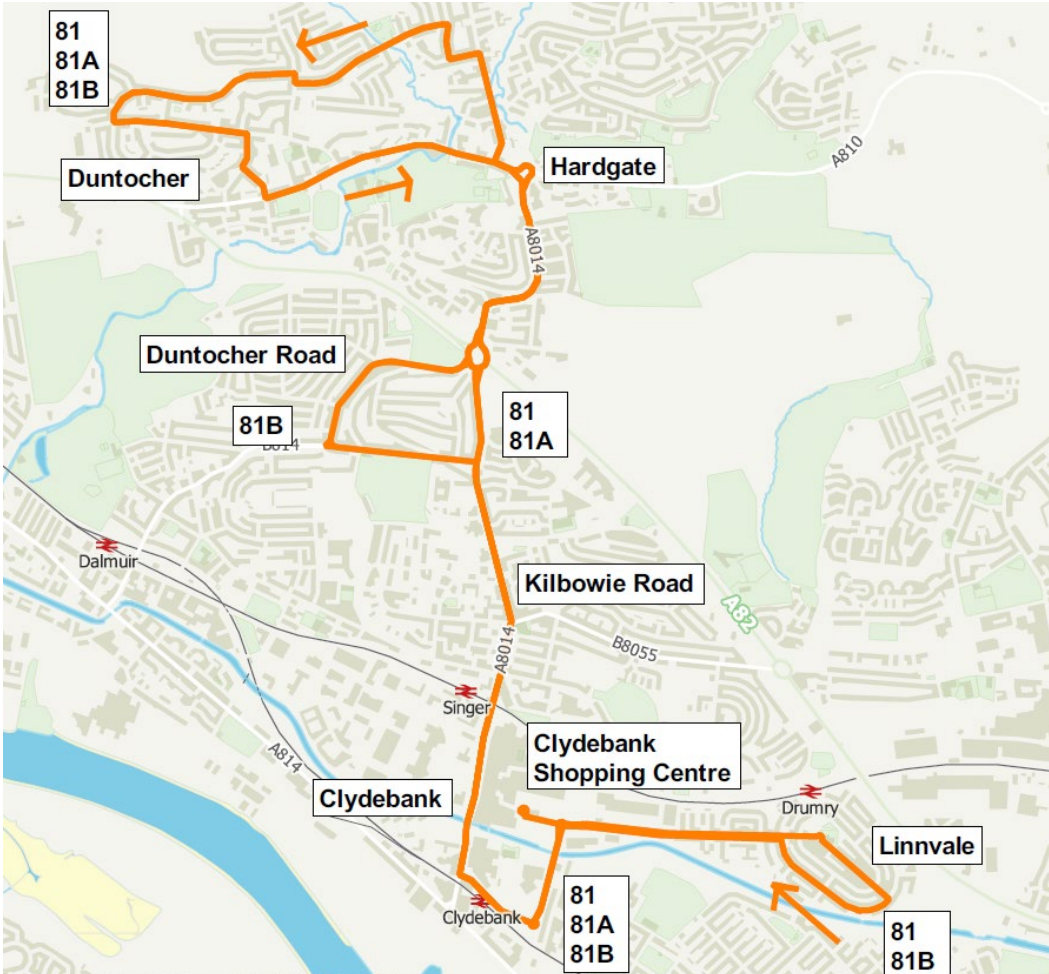 81
81A
81B
Duntocher
Hardgate
A810
A8014
Duntocher Road
81B
B814
81
81A
Dalmuir
Kilbowie Road
A82
A8014
B8055
Singer
A814
Clydebank
Shopping Centre
Clydebank
Drumry
Linnvale
Clydebank
81
81A
81B
81
81B